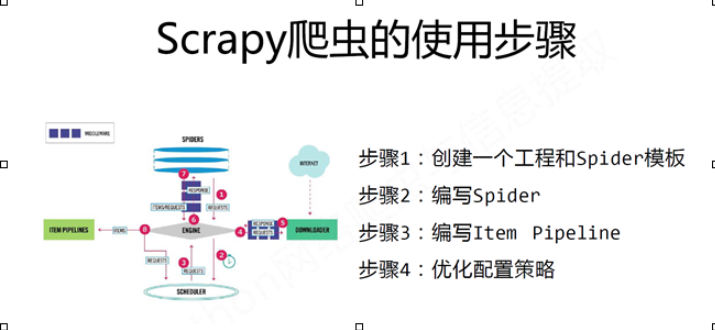 Scrapy爬虫的使用步骤
MIDDLEWARE
SPIDERS
INTERNET
7
RESPONSE
1
ITEMS/REQUESTS
REQUESTS
6
ITEM PIPELINES
ITEMS
8
ENGINE
4
RESPONSE
REQUESTS
5
DOWNLOADER
REQUESTS
3
REQUESTS
2
SCHEDULER
步骤1：创建一个工程和Spider模板
步骤2：编写Spider
步骤3：编写Item Pipeline
步骤4：优化配置策略